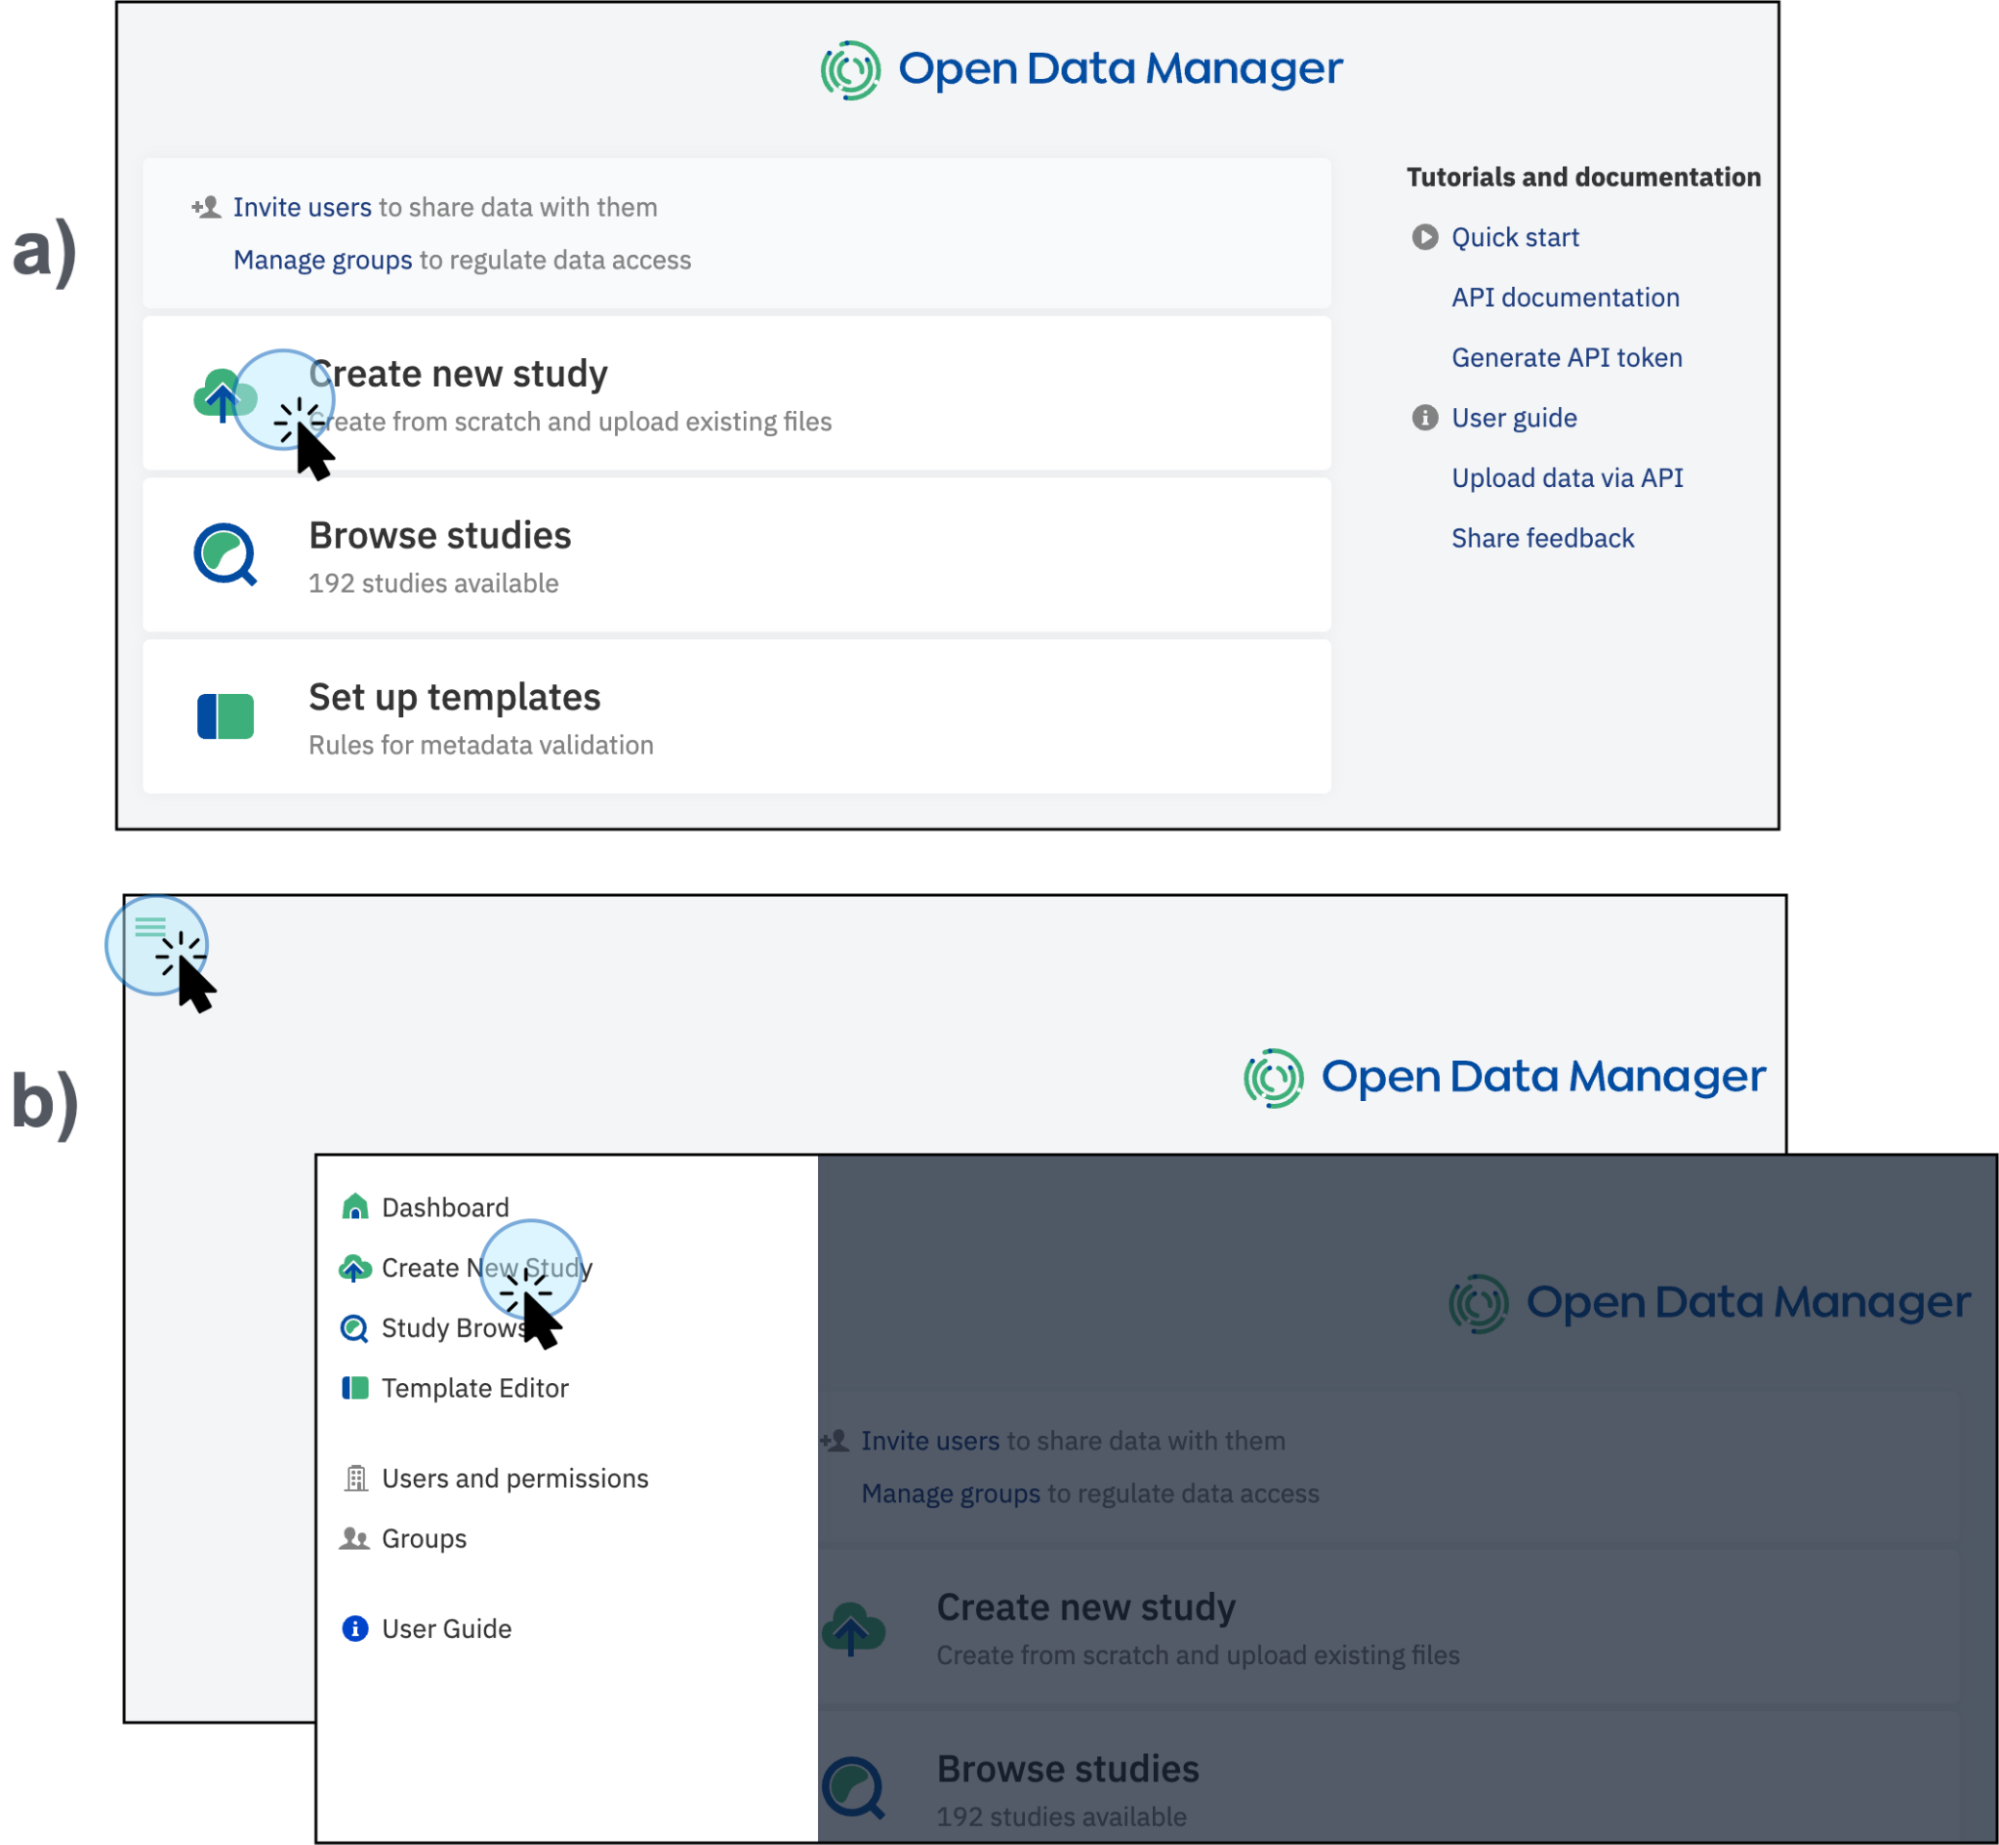 a)
Open Data Manager
Invite users to share data with them
Manage groups to regulate data access
Create new study
Create from scratch and upload existing files
Browse studies
192 studies available
Set up templates
Rules for metadata validation
Tutorials and documentation
Quick start
API documentation
Generate API token
User guide
Upload data via API
Share feedback
b)
Open Data Manager
Dashboard
Create New Study
Study Brows
Template Editor
Users and permissions
Groups
User Guide
Open Data Manager
Invite users to share data with them
Manage groups to regulate data access
Create new study
Create from scratch and upload existing files
Browse studies
192 studies available